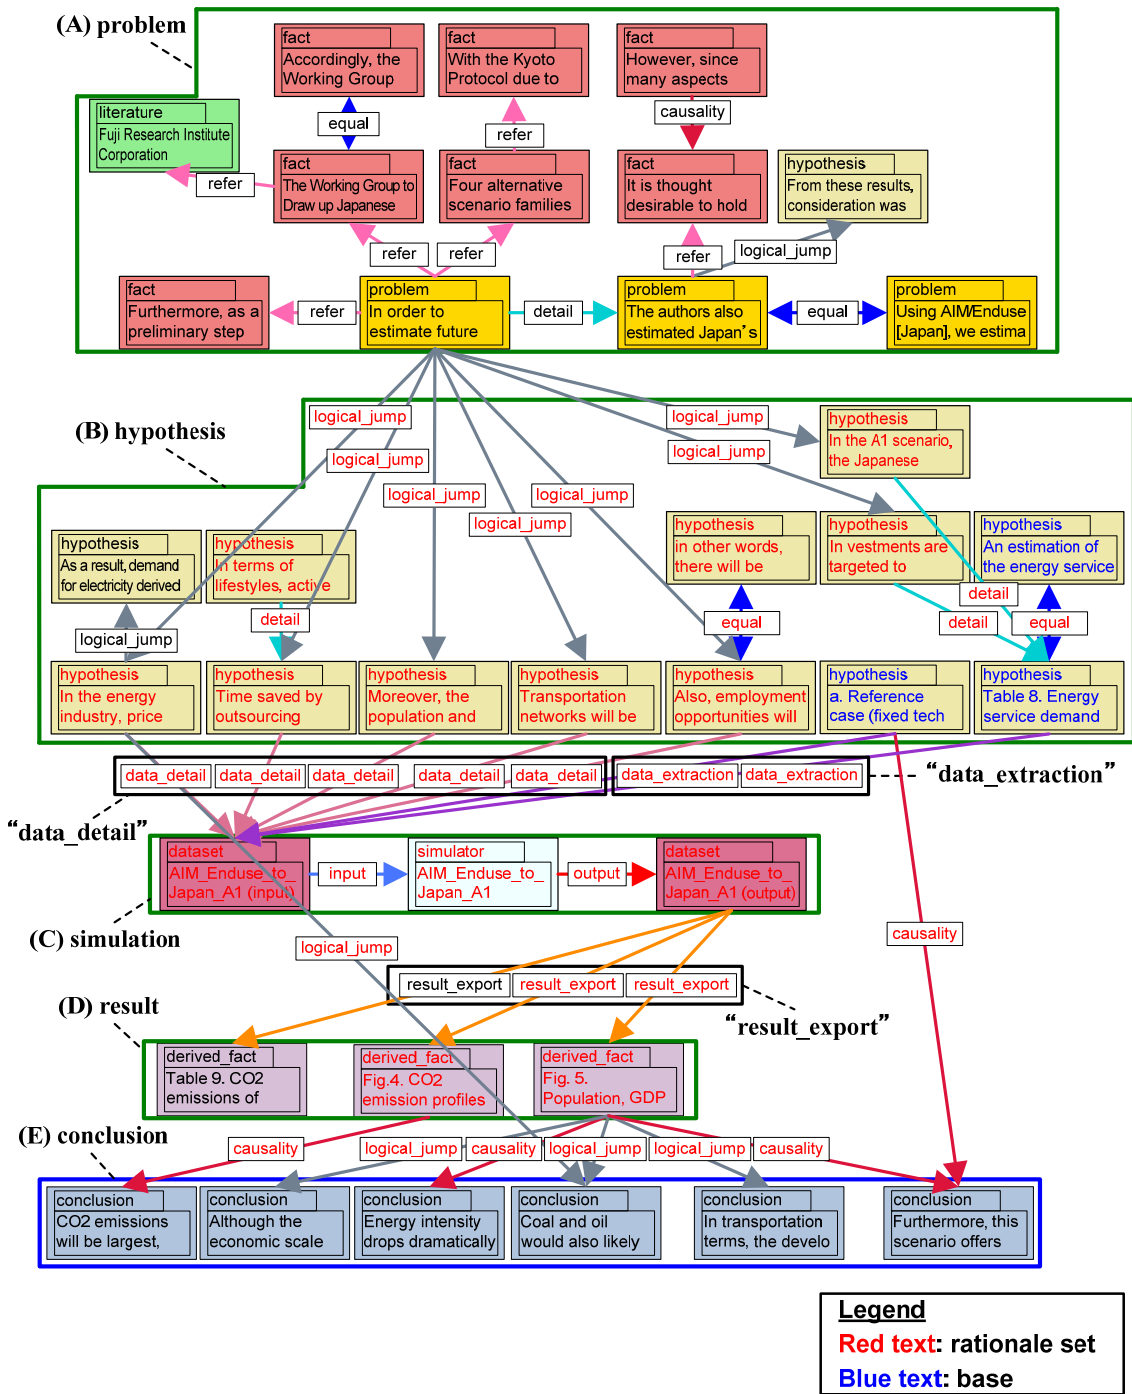 (A) problem
fact
Accordingly, the
Working Group
fact
With the Kyoto
Protocol due to
fact
However, since
many aspects
literature
Fuji Research Institute
Corporation
equal
refer
causality
fact
The Working Group to
Draw up Japanese
fact
Four alternative
scenario families
fact
It is thought
desirable to hold
hypothesis
From these results,
consideration was
refer
refer
refer
refer
logical_jump
fact
Furthermore, as a
preliminary step
refer
problem
In order to
estimate future
detail
problem
The authors also
estimated Japan's
equal
problem
Using AIM/Enduse
[Japan], we estima
(B) hypothesis
logical_jump
logical_jump
hypothesis
In the A1 scenario,
the Japanese
logical_jump
logical_jump
logical_jump
logical_jump
logical_jump
hypothesis
As a result, demand
for electricity derived
hypothesis
In terms of
lifestyles, active
hypothesis
in other words,
there will be
hypothesis
In vestments are
targeted to
hypothesis
An estimation of
the energy service
logical_jump
detail
equal
detail
detail
equal
hypothesis
In the energy
industry, price
hypothesis
Time saved by
outsourcing
hypothesis
Moreover, the
population and
hypothesis
Transportation
networks will be
hypothesis
Also, employment
opportunities will
hypothesis
a. Reference
case (fixed tech
hypothesis
Table 8. Energy
service demand
data_detail
data_detail
data_detail
data_detail
data_detail
data_extraction
data_extraction
“data_extraction”
“data_detail”
dataset
AIM_Enduse_to_
Japan_A1 (input)
input
simulator
AIM_Enduse_to_
Japan_A1
output
dataset
AIM_Enduse_to_
Japan_A1 (output)
(C) simulation
logical_jump
causality
result_export
result_export
result_export
(D) result
“result_export”
derived_fact
Table 9. CO2
emissions of
derived_fact
Fig.4. CO2
emission profiles
derived_fact
Fig. 5.
Population, GDP
(E) conclusion
causality
logical_jump
causality
logical_jump
logical_jump
causality
conclusion
CO2 emissions
will be largest,
conclusion
Although the
economic scale
conclusion
Energy intensity
drops dramatically
conclusion
Coal and oil
would also likely
conclusion
In transportation
terms, the develo
conclusion
Furthermore, this
scenario offers
Legend
Red text: rationale set
Blue text: base